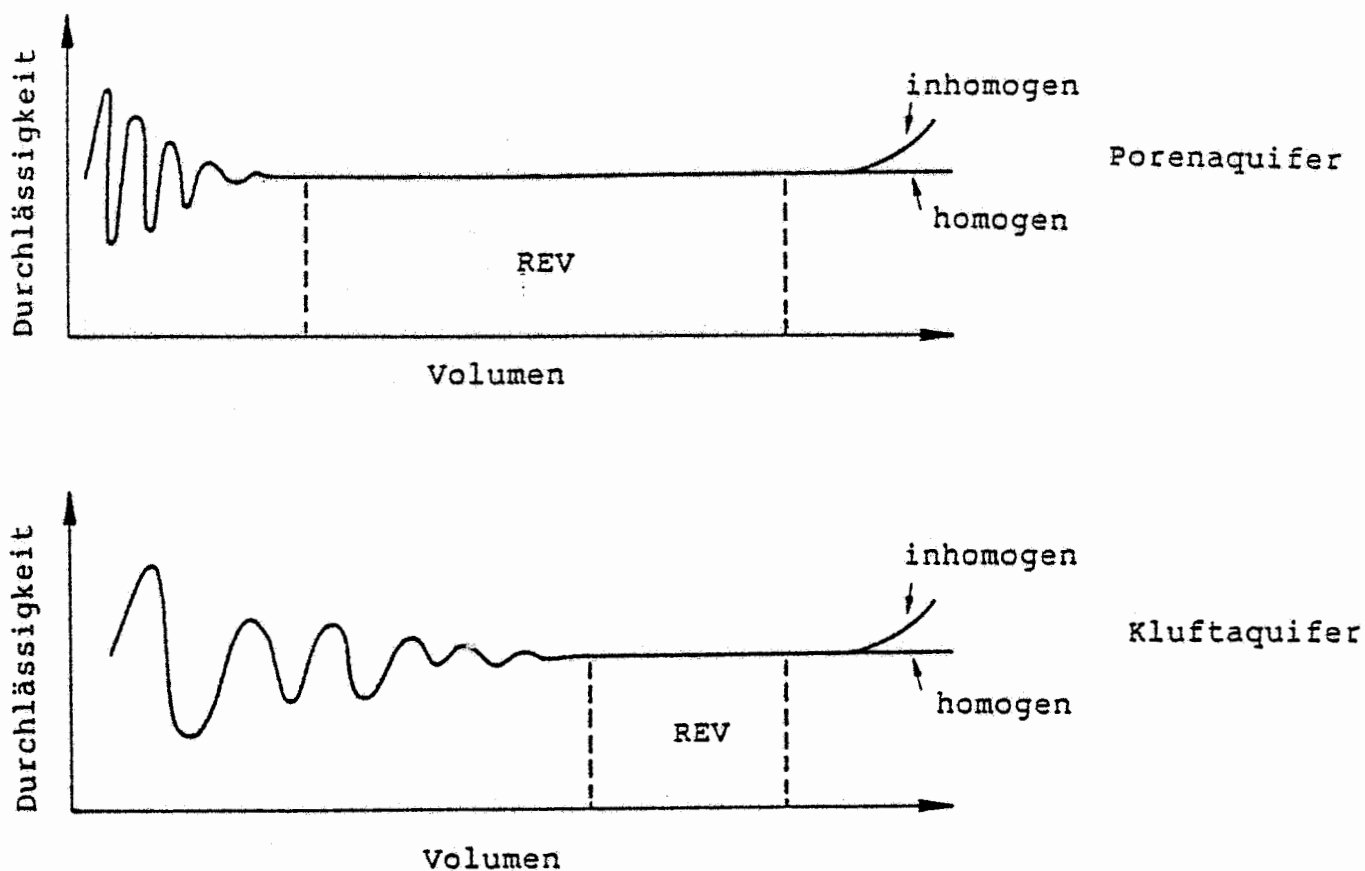 Durchlässigkeit
inhomogen
Porenaquifer
homogen
REV
Volumen
Durchlässigkeit
inhomogen
Kluftaquifer
homogen
REV
Volumen